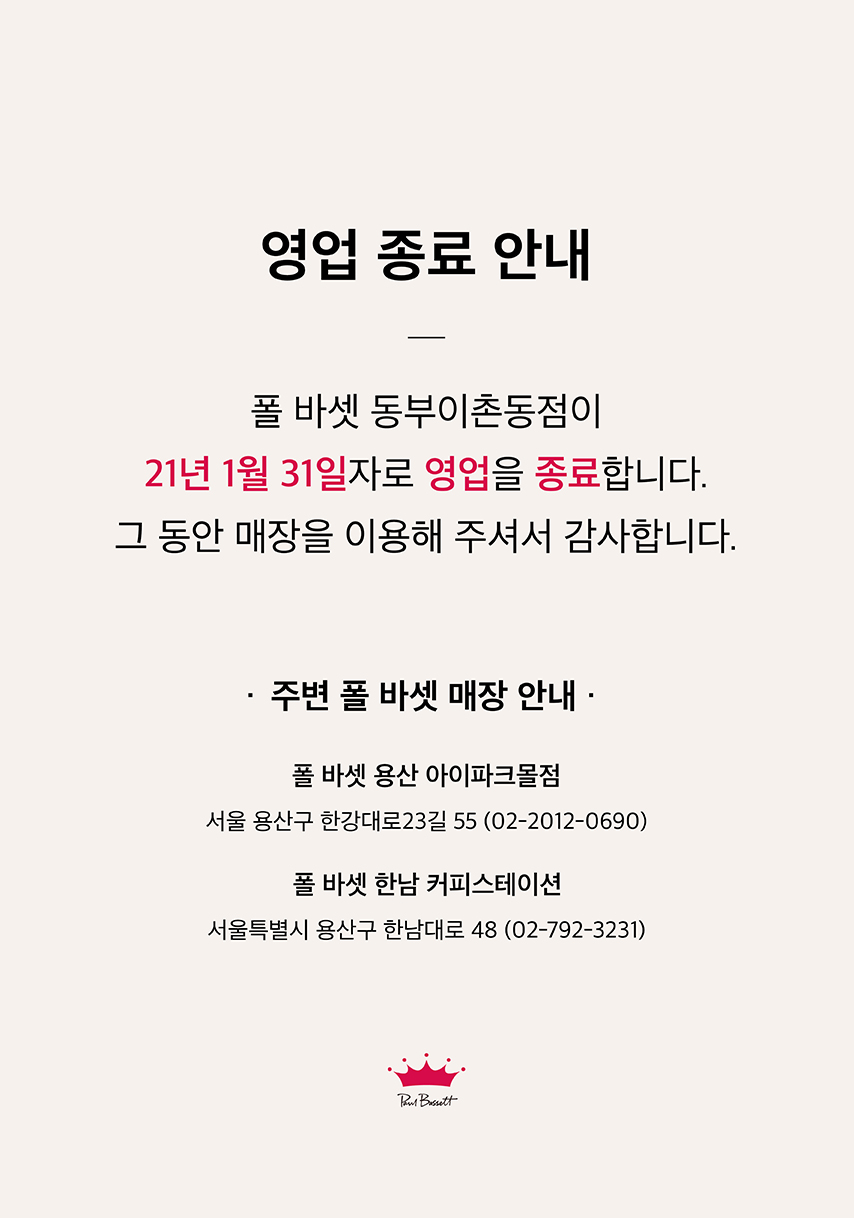 영업 종료 안내
폴 바셋 동부이촌동점이
21년 1월 31일자로 영업을 종료합니다.
그 동안 매장을 이용해 주셔서 감사합니다.
· 주변 폴 바셋 매장 안내 ·
폴 바셋 용산 아이파크몰점
서울 용산구 한강대로23길 55 (02-2012-0690)
폴 바셋 한남 커피스테이션
서울특별시 용산구 한남대로 48 (02-792-3231)
Paul Bassett